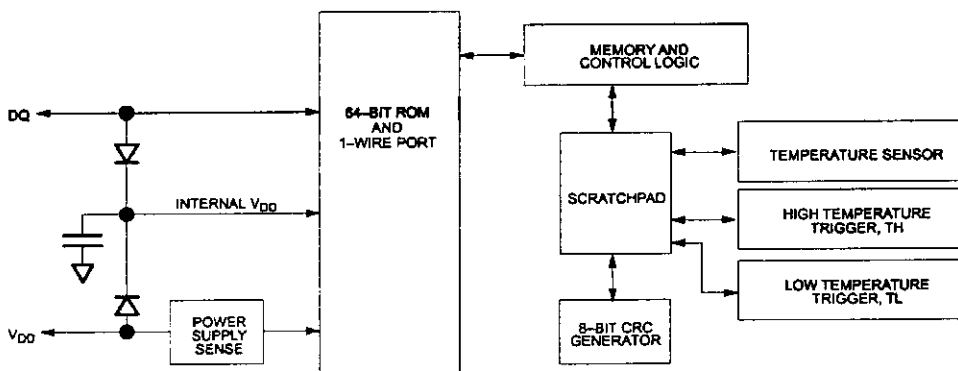 DQ
INTERNAL VDD
VDD
POWER
SUPPLY
SENSE
64-BIT ROM
AND
1-WIRE PORT
MEMORY AND
CONTROL LOGIC
SCRATCHPAD
8-BIT CRC
GENERATOR
TEMPERATURE SENSOR
HIGH TEMPERATURE
TRIGGER, TH
LOW TEMPERATURE
TRIGGER, TL